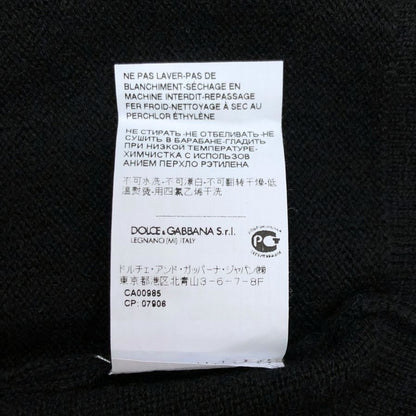 NE PAS LAVER-PAS DE
BLANCHIMENT-SÉCHAGE EN
MACHINE INTERDIT-REPASSAGE
FER FROID-NETTOYAGE À SEC AU
PERCHLOR ÉTHYLÈNE
НЕ СТИРАТЬ-НЕ ОТБЕЛИВАТЬ-НЕ
СУШИТЬ В БАРАБАНЕ-ГЛАДИТЬ
ПРИ НИЗКОЙ ТЕМПЕРАТУРЕ-
ХИМЧИСТКА С ИСПОЛЬЗОВ
АНИЕМ ПЕРХЛО РЭТИЛЕНА
不可水洗-不可漂白-不可翻转干燥-低
温熨烫-用四氯乙烯干洗
DOLCE & GABBANA S.r.l.
LEGNANO (MI) ITALY
PG
ドルチェ・アンド・ガッバーナ・ジャパン㈱
東京都港区北青山3-6-7-8F
CA00985
CP: 07906